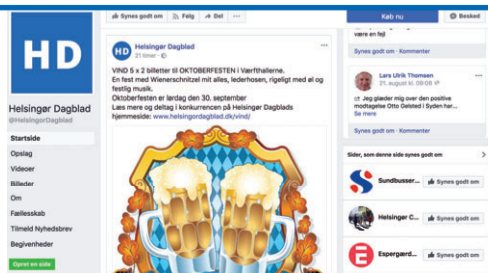 HD
Helsingør Dagblad
@HelsingorDagblad
Startside
Opslag
Videoer
Billeder
Om
Fællesskab
Tilmeld Nyhedsbrev
Begivenheder
Opret en side
Synes godt om
Følg
Del
HD
Helsingør Dagblad
21 timer
VIND 5 x 2 billetter til OKTOBERFESTEN i Værfthallerne.
En fest med Wienerschnitzel mit alles, lederhosen, rigeligt med øl og
festlig musik.
Oktoberfesten er lørdag den 30. september
Læs mere og deltag i konkurrencen på Helsingør Dagblads
hjemmeside: www.helsingordagblad.dk/vind/
Køb nu
Besked
være en fejl
Synes godt om · Kommenter
Lars Ulrik Thomsen
21. august kl. 09:08
Jeg glæder mig over den positive
modtagelse Otto Gelsted i Syden har...
Se mere
Synes godt om · Kommenter
Sider, som denne side synes godt om
Sundbusser...
Synes godt om
Helsingør C...
Synes godt om
Espergærd...
Synes godt om